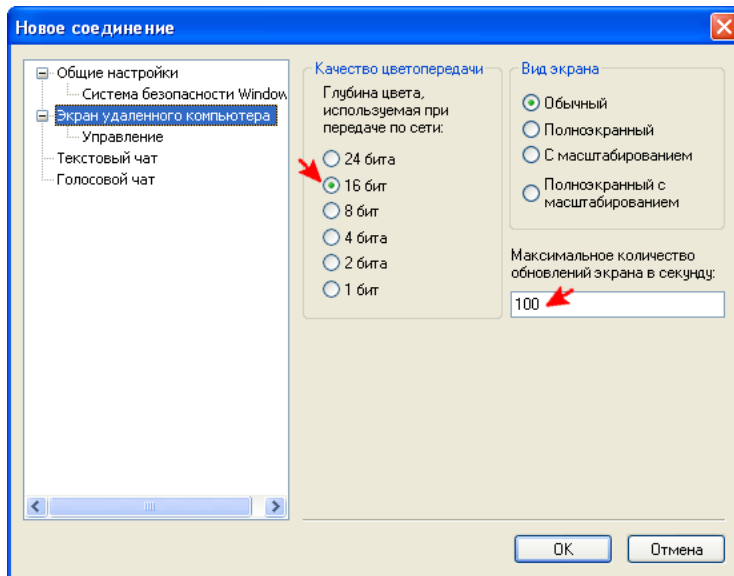 Новое соединение
Общие настройки
Система безопасности Window
Экран удаленного компьютера
Управление
Текстовый чат
Голосовой чат
Качество цветопередачи
Глубина цвета,
используемая при
передаче по сети:
24 бита
16 бит
8 бит
4 бита
2 бита
1 бит
Вид экрана
Обычный
Полноэкранный
С масштабированием
Полноэкранный с
масштабированием
Максимальное количество
обновлений экрана в секунду:
100
OK
Отмена